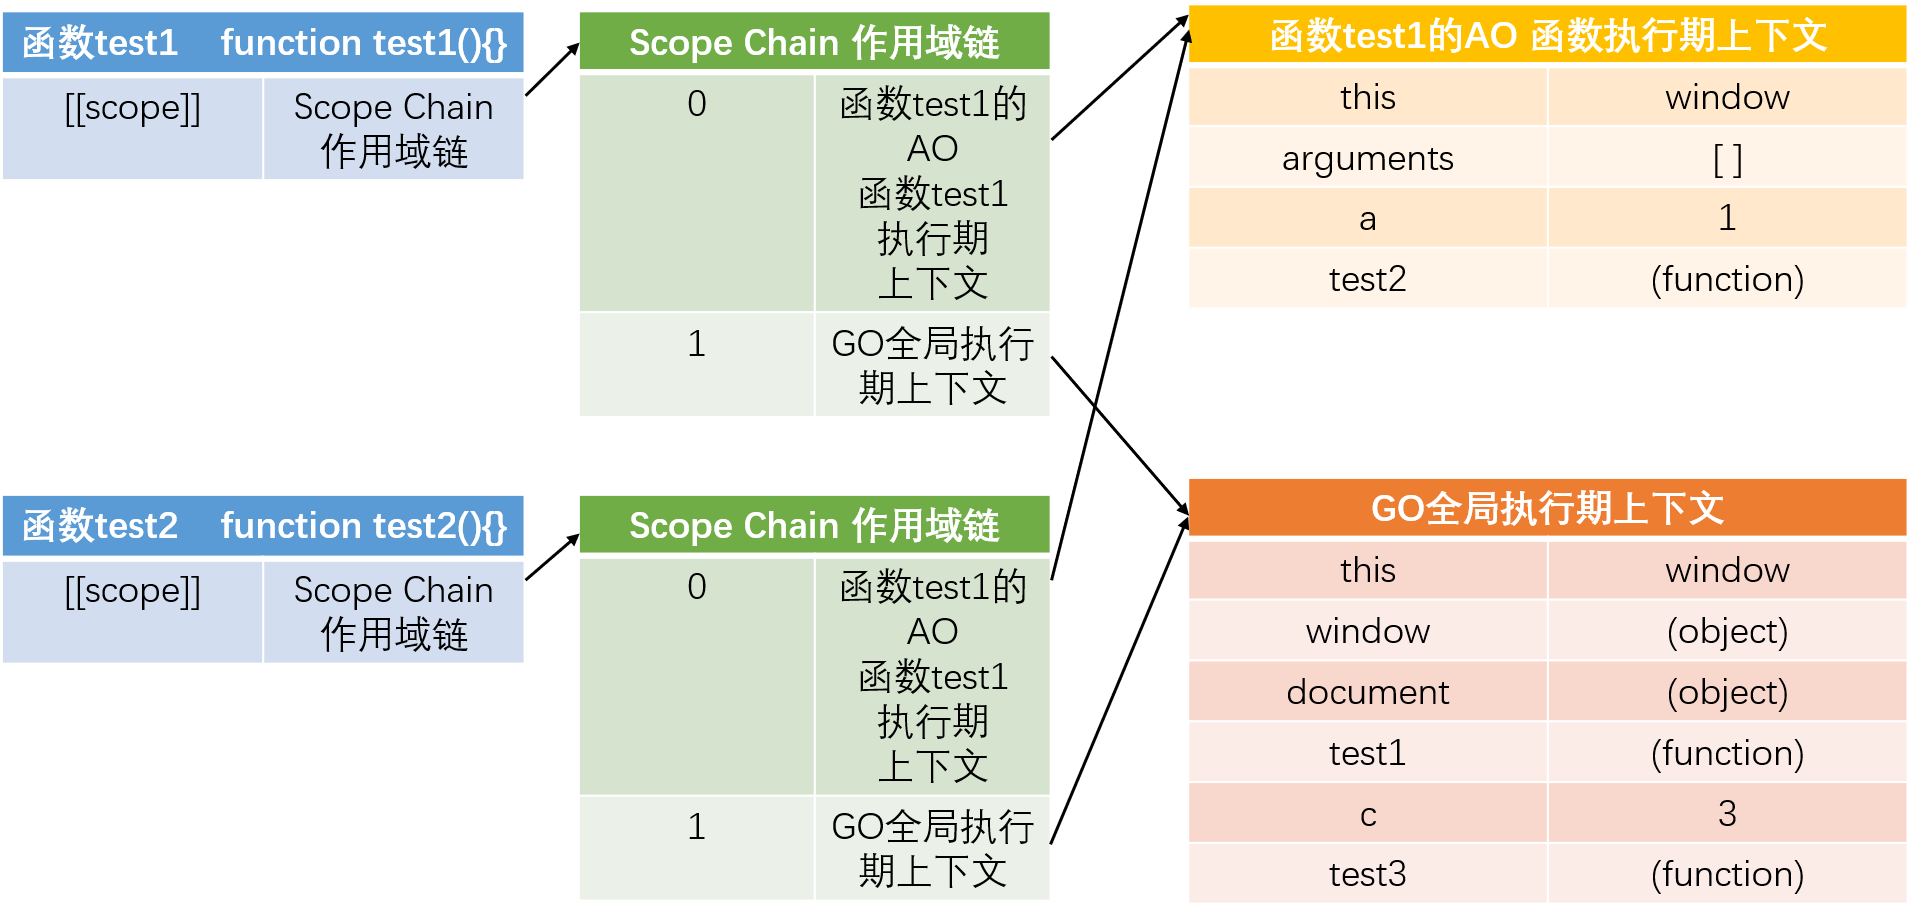 函数test1 function test1(){}
[[scope]]
Scope Chain
作用域链
Scope Chain 作用域链
0
函数test1的
AO
函数test1
执行期
上下文
1
GO全局执行
期上下文
函数test1的AO 函数执行期上下文
this
window
arguments
[ ]
a
1
test2
(function)
函数test2 function test2(){}
[[scope]]
Scope Chain
作用域链
Scope Chain 作用域链
0
函数test1的
AO
函数test1
执行期
上下文
1
GO全局执行
期上下文
GO全局执行期上下文
this
window
window
(object)
document
(object)
test1
(function)
c
3
test3
(function)